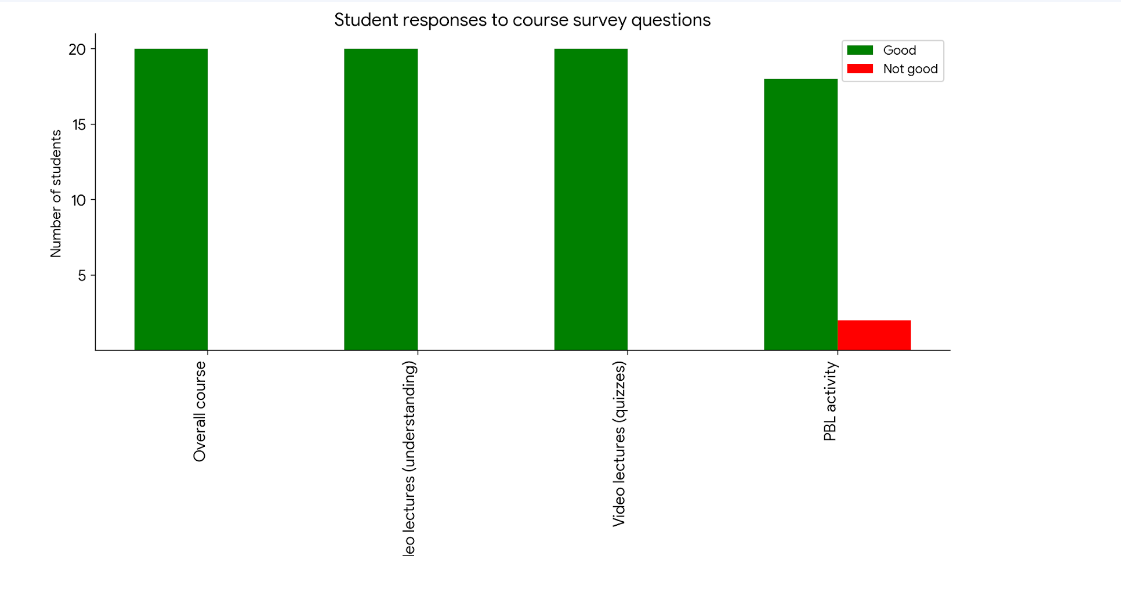 Student responses to course survey questions
Good
Not good
20
15
10
5
Number of students
Overall course
leo lectures (understanding)
Video lectures (quizzes)
PBL activity